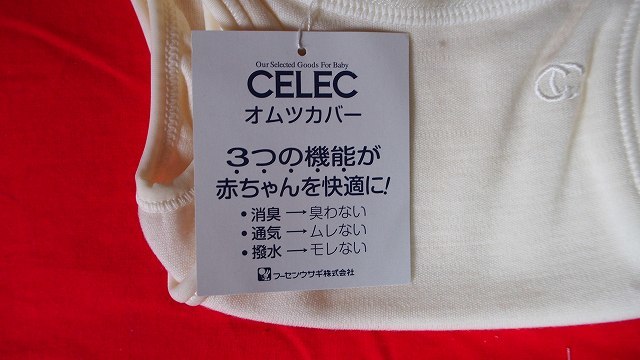 Our Selected Goods For Baby
CELEC
オムツカバー
3つの機能が
赤ちゃんを快適に!
• 消臭 → 臭わない
• 通気 → ムレない
• 撥水 → モレない
フーセンウサギ株式会社